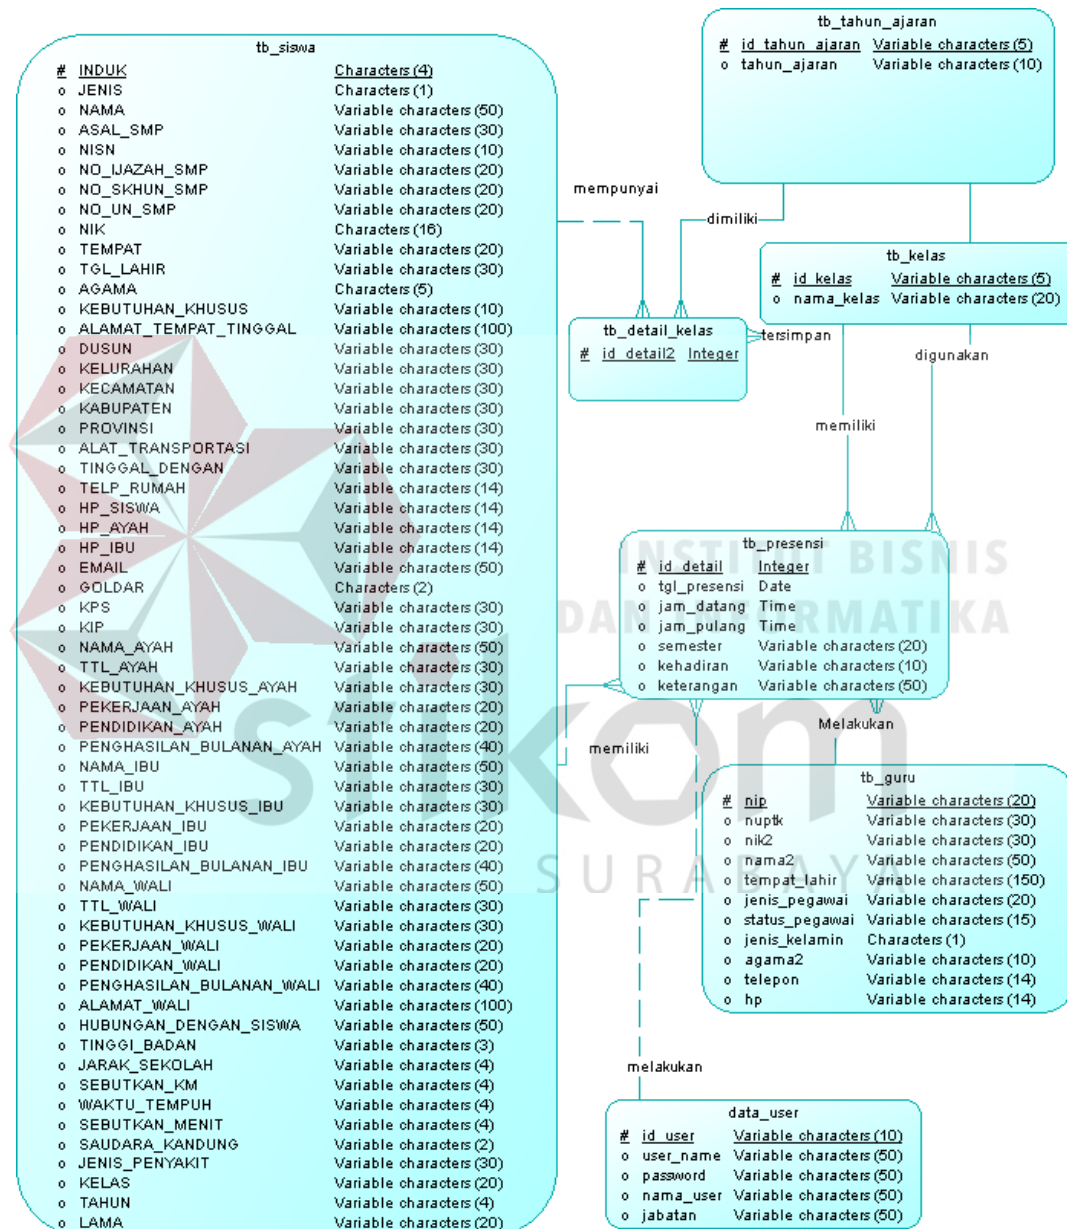 tb_siswa
# INDUK Characters (4)
o JENIS Characters (1)
o NAMA Variable characters (50)
o ASAL_SMP Variable characters (30)
o NISN Variable characters (10)
o NO_IJAZAH_SMP Variable characters (20)
o NO_SKHUN_SMP Variable characters (20)
o NO_UN_SMP Variable characters (20)
o NIK Characters (16)
o TEMPAT Variable characters (20)
o TGL_LAHIR Variable characters (30)
o AGAMA Characters (5)
o KEBUTUHAN_KHUSUS Variable characters (10)
o ALAMAT_TEMPAT_TINGGAL Variable characters (100)
o DUSUN Variable characters (30)
o KELURAHAN Variable characters (30)
o KECAMATAN Variable characters (30)
o KABUPATEN Variable characters (30)
o PROVINSI Variable characters (30)
o ALAT_TRANSPORTASI Variable characters (30)
o TINGGAL_DENGAN Variable characters (30)
o TELP_RUMAH Variable characters (14)
o HP_SISWA Variable characters (14)
o HP_AYAH Variable characters (14)
o HP_IBU Variable characters (14)
o EMAIL Variable characters (50)
o GOLDAR Characters (2)
o KPS Variable characters (30)
o KIP Variable characters (30)
o NAMA_AYAH Variable characters (50)
o TTL_AYAH Variable characters (30)
o KEBUTUHAN_KHUSUS_AYAH Variable characters (30)
o PEKERJAAN_AYAH Variable characters (20)
o PENDIDIKAN_AYAH Variable characters (20)
o PENGHASILAN_BULANAN_AYAH Variable characters (40)
o NAMA_IBU Variable characters (50)
o TTL_IBU Variable characters (30)
o KEBUTUHAN_KHUSUS_IBU Variable characters (30)
o PEKERJAAN_IBU Variable characters (20)
o PENDIDIKAN_IBU Variable characters (20)
o PENGHASILAN_BULANAN_IBU Variable characters (40)
o NAMA_WALI Variable characters (50)
o TTL_WALI Variable characters (30)
o KEBUTUHAN_KHUSUS_WALI Variable characters (30)
o PEKERJAAN_WALI Variable characters (20)
o PENDIDIKAN_WALI Variable characters (20)
o PENGHASILAN_BULANAN_WALI Variable characters (40)
o ALAMAT_WALI Variable characters (100)
o HUBUNGAN_DENGAN_SISWA Variable characters (50)
o TINGGI_BADAN Variable characters (3)
o JARAK_SEKOLAH Variable characters (4)
o SEBUTKAN_KM Variable characters (4)
o WAKTU_TEMPUH Variable characters (4)
o SEBUTKAN_MENIT Variable characters (4)
o SAUDARA_KANDUNG Variable characters (2)
o JENIS_PENYAKIT Variable characters (30)
o KELAS Variable characters (20)
o TAHUN Variable characters (4)
o LAMA Variable characters (20)
tb_tahun_ajaran
# id_tahun_ajaran Variable characters (5)
o tahun_ajaran Variable characters (10)
mempunyai
dimiliki
tb_kelas
# id_kelas Variable characters (5)
o nama_kelas Variable characters (20)
tb_detail_kelas
# id_detail2 Integer
tersimpan
digunakan
memiliki
tb_presensi
# id_detail Integer
o tgl_presensi Date
o jam_datang Time
o jam_pulang Time
o semester Variable characters (20)
o kehadiran Variable characters (10)
o keterangan Variable characters (50)
memiliki
Melakukan
tb_guru
# nip Variable characters (20)
o nuptk Variable characters (30)
o nik2 Variable characters (30)
o nama2 Variable characters (50)
o tempat_lahir Variable characters (150)
o jenis_pegawai Variable characters (20)
o status_pegawai Variable characters (15)
o jenis_kelamin Characters (1)
o agama2 Variable characters (10)
o telepon Variable characters (14)
o hp Variable characters (14)
melakukan
data_user
# id_user Variable characters (10)
o user_name Variable characters (50)
o password Variable characters (50)
o nama_user Variable characters (50)
o jabatan Variable characters (50)
INSTITUT BISNIS
DAN INFORMATIKA
stikom
SURABAYA